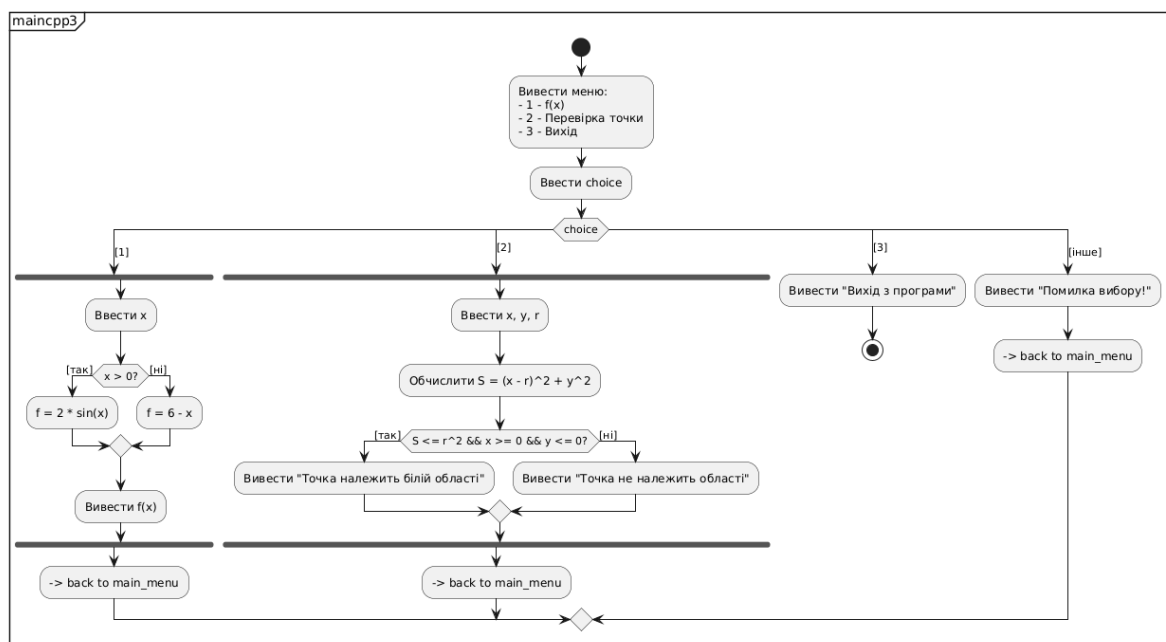 maincpp3
Вивести меню:
- 1 - f(x)
- 2 - Перевірка точки
- 3 - Вихід
Ввести choice
choice
[1]
Ввести x
[так]
x > 0?
[ні]
f = 2 * sin(x)
f = 6 - x
Вивести f(x)
-> back to main_menu
[2]
Ввести x, y, r
Обчислити S = (x - r)^2 + y^2
[так]
S <= r^2 && x >= 0 && y <= 0?
[ні]
Вивести "Точка належить білій області"
Вивести "Точка не належить області"
-> back to main_menu
[3]
Вивести "Вихід з програми"
[інше]
Вивести "Помилка вибору!"
-> back to main_menu